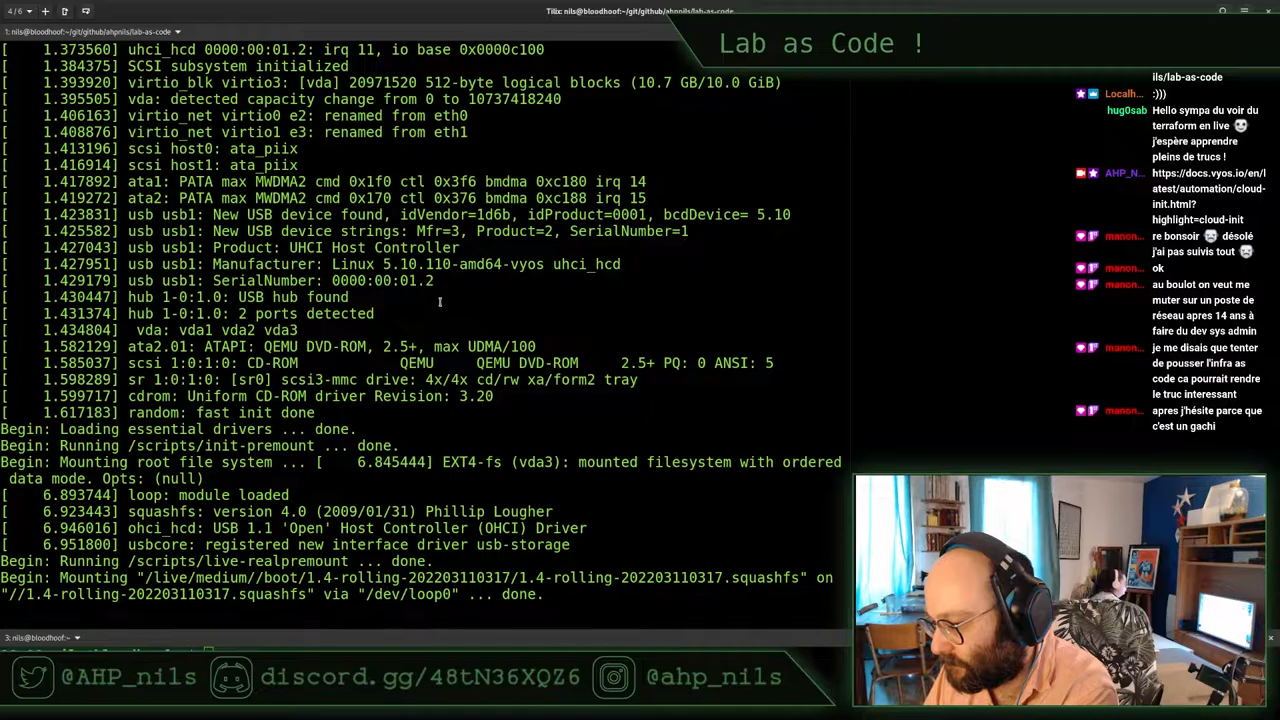 4/6
Tilix: nils@bloodhoof:~/git/github/ahpnils/lab-as-code
1: nils@bloodhoof:~/git/github/ahpnils/lab-as-code
[    1.373560] uhci_hcd 0000:00:01.2: irq 11, io base 0x0000c100
[    1.384375] SCSI subsystem initialized
[    1.393920] virtio_blk virtio3: [vda] 20971520 512-byte logical blocks (10.7 GB/10.0 GiB)
[    1.395505] vda: detected capacity change from 0 to 10737418240
[    1.406163] virtio_net virtio0 e2: renamed from eth0
[    1.408876] virtio_net virtio1 e3: renamed from eth1
[    1.413196] scsi host0: ata_piix
[    1.416914] scsi host1: ata_piix
[    1.417892] ata1: PATA max MWDMA2 cmd 0x1f0 ctl 0x3f6 bmdma 0xc180 irq 14
[    1.419272] ata2: PATA max MWDMA2 cmd 0x170 ctl 0x376 bmdma 0xc188 irq 15
[    1.423831] usb usb1: New USB device found, idVendor=1d6b, idProduct=0001, bcdDevice= 5.10
[    1.425582] usb usb1: New USB device strings: Mfr=3, Product=2, SerialNumber=1
[    1.427043] usb usb1: Product: UHCI Host Controller
[    1.427951] usb usb1: Manufacturer: Linux 5.10.110-amd64-vyos uhci_hcd
[    1.429179] usb usb1: SerialNumber: 0000:00:01.2
[    1.430447] hub 1-0:1.0: USB hub found
[    1.431374] hub 1-0:1.0: 2 ports detected
[    1.434804]  vda: vda1 vda2 vda3
[    1.582129] ata2.01: ATAPI: QEMU DVD-ROM, 2.5+, max UDMA/100
[    1.585037] scsi 1:0:1:0: CD-ROM            QEMU     QEMU DVD-ROM     2.5+ PQ: 0 ANSI: 5
[    1.598289] sr 1:0:1:0: [sr0] scsi3-mmc drive: 4x/4x cd/rw xa/form2 tray
[    1.599717] cdrom: Uniform CD-ROM driver Revision: 3.20
[    1.617183] random: fast init done
Begin: Loading essential drivers ... done.
Begin: Running /scripts/init-premount ... done.
Begin: Mounting root file system ... [    6.845444] EXT4-fs (vda3): mounted filesystem with ordered
data mode. Opts: (null)
[    6.893744] loop: module loaded
[    6.923443] squashfs: version 4.0 (2009/01/31) Phillip Lougher
[    6.946016] ohci_hcd: USB 1.1 'Open' Host Controller (OHCI) Driver
[    6.951800] usbcore: registered new interface driver usb-storage
Begin: Running /scripts/live-realpremount ... done.
Begin: Mounting "/live/medium//boot/1.4-rolling-202203110317/1.4-rolling-202203110317.squashfs" on
"//1.4-rolling-202203110317.squashfs" via "/dev/loop0" ... done.
3: nils@bloodhoof:~
Lab as Code !
ils/lab-as-code
Localh... :)))
hug0sab Hello sympa du voir du
terraform en live
j'espère apprendre
pleins de trucs !
AHP_N... https://docs.vyos.io/en/l
atest/automation/cloud-
init.html?
highlight=cloud-init
manon... re bonsoir désolé
j'ai pas suivis tout
manon... ok
manon... au boulot on veut me
muter sur un poste de
réseau apres 14 ans à
faire du dev sys admin
manon... je me disais que tenter
de pousser l'infra as
code ca pourrait rendre
le truc interessant
manon... apres j'hésite parce que
c'est un gachi
@AHP_nils
discord.gg/48tN36XQZ6
@ahp_nils